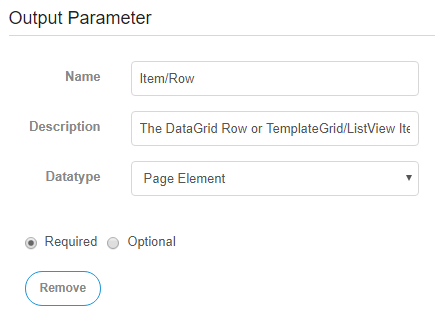 Output Parameter
Name Item/Row
Description The DataGrid Row or TemplateGrid/ListView Ite
Datatype Page Element
Required Optional
Remove